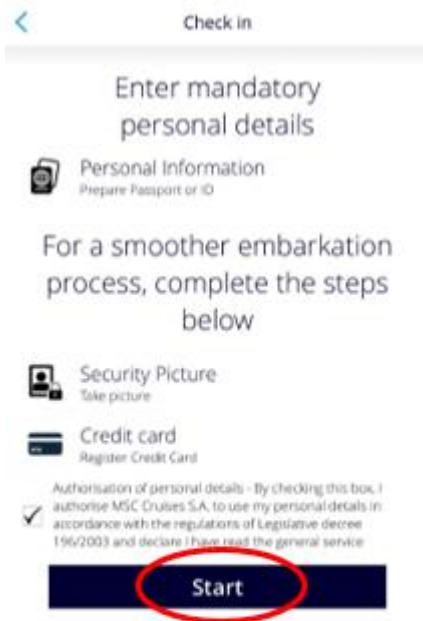 Check in
Enter mandatory
personal details
Personal Information
Prepare Passport or ID
For a smoother embarkation
process, complete the steps
below
Security Picture
Take picture
Credit card
Register Credit Card
Authorisation of personal details - By checking this box, I
authorise MSC Cruises S.A. to use my personal details in
accordance with the regulations of Legislative decree
196/2003 and declare I have read the general service
Start